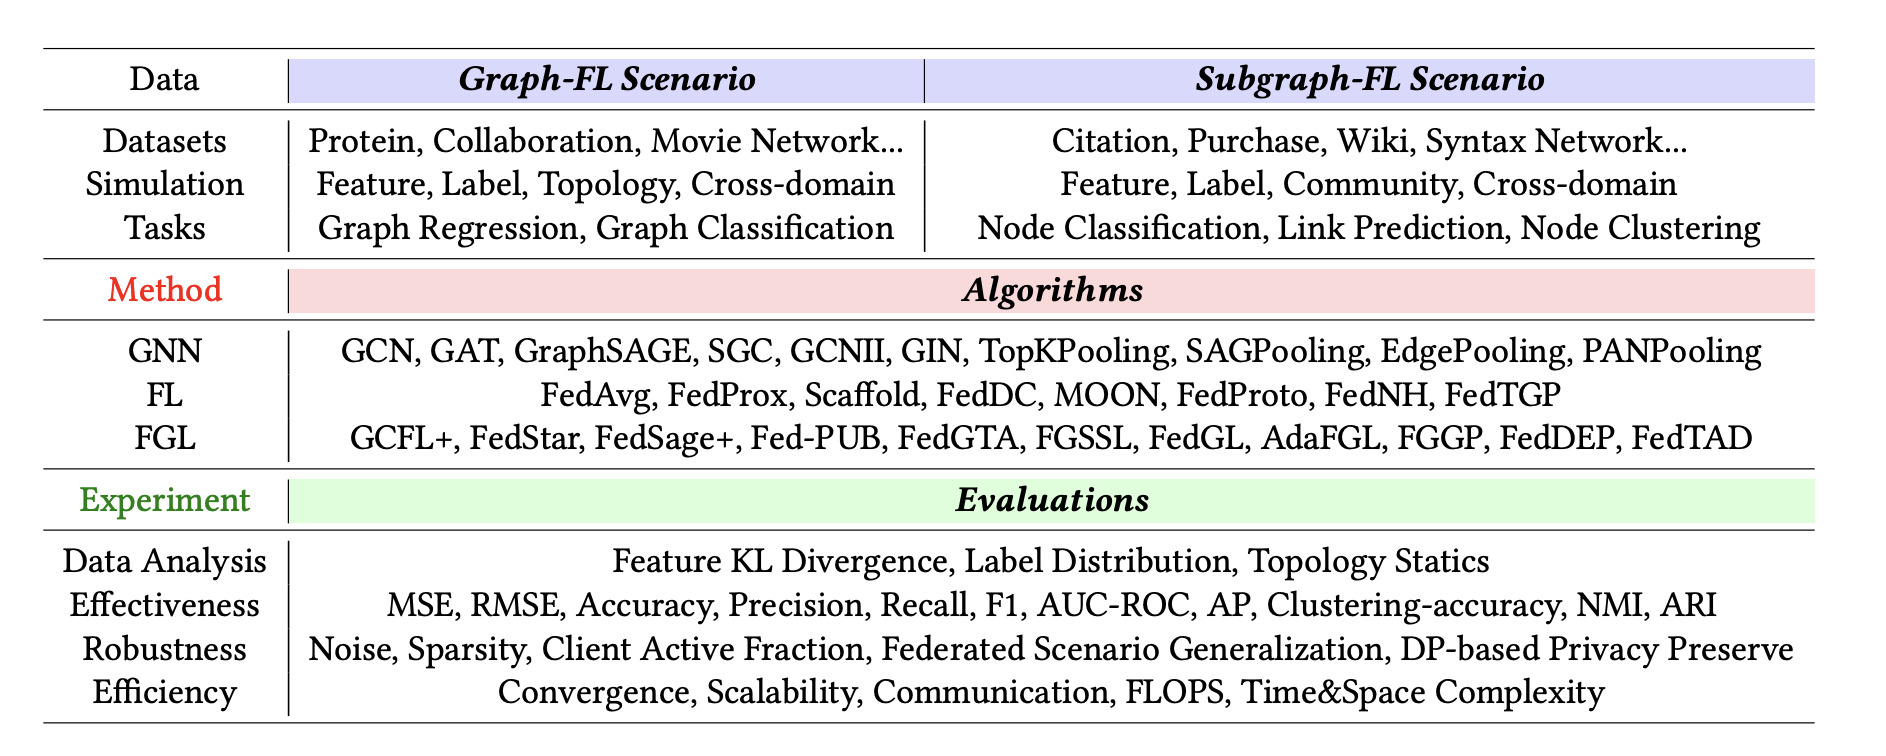 Data Graph-FL Scenario Subgraph-FL Scenario
Datasets Protein, Collaboration, Movie Network... Citation, Purchase, Wiki, Syntax Network...
Simulation Feature, Label, Topology, Cross-domain Feature, Label, Community, Cross-domain
Tasks Graph Regression, Graph Classification Node Classification, Link Prediction, Node Clustering
Method Algorithms
GNN GCN, GAT, GraphSAGE, SGC, GCNII, GIN, TopKPooling, SAGPooling, EdgePooling, PANPooling
FL FedAvg, FedProx, Scaffold, FedDC, MOON, FedProto, FedNH, FedTGP
FGL GCFL+, FedStar, FedSage+, Fed-PUB, FedGTA, FGSSL, FedGL, AdaFGL, FGGP, FedDEP, FedTAD
Experiment Evaluations
Data Analysis Feature KL Divergence, Label Distribution, Topology Statics
Effectiveness MSE, RMSE, Accuracy, Precision, Recall, F1, AUC-ROC, AP, Clustering-accuracy, NMI, ARI
Robustness Noise, Sparsity, Client Active Fraction, Federated Scenario Generalization, DP-based Privacy Preserve
Efficiency Convergence, Scalability, Communication, FLOPS, Time&Space Complexity